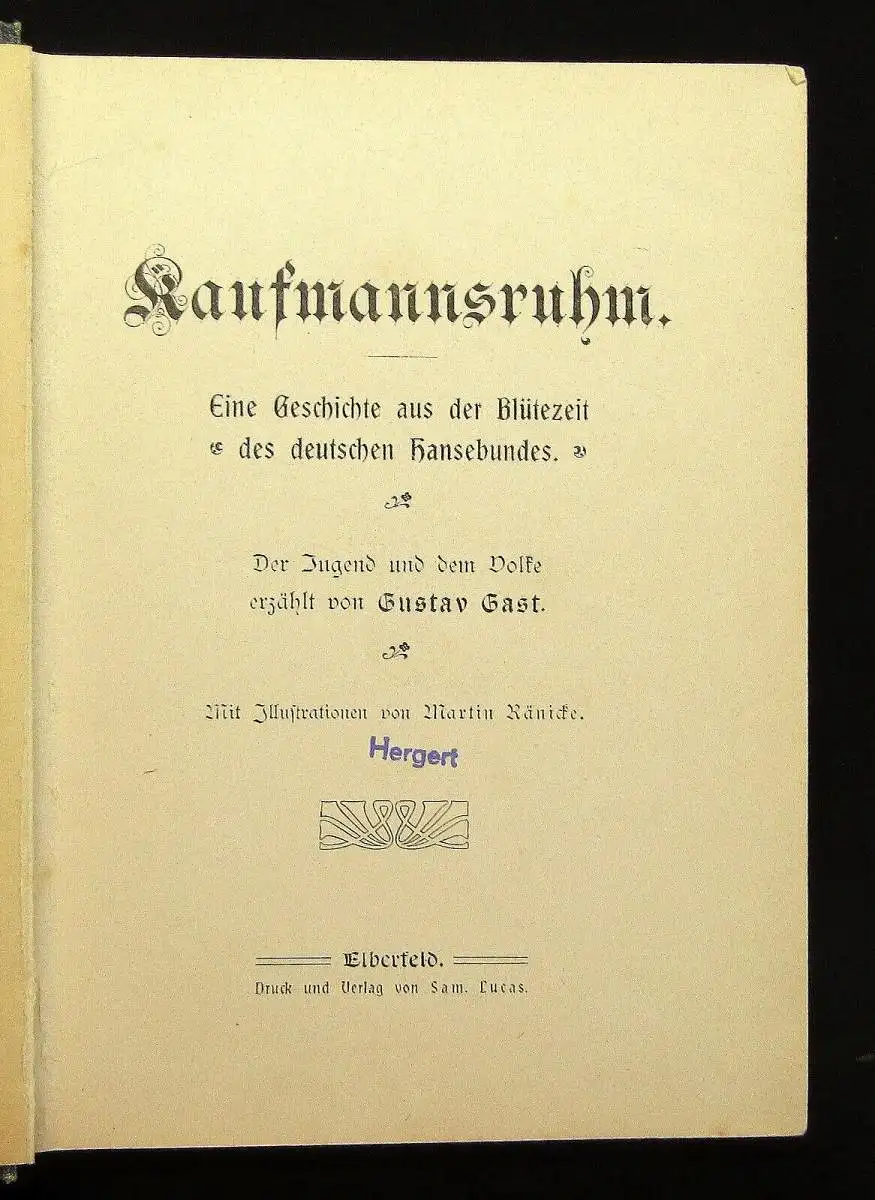 Kaufmannsruhm.
Eine Geschichte aus der Blütezeit
des deutschen Hansebundes.
Der Jugend und dem Volke
erzählt von Gustav Gast.
Mit Illustrationen von Martin Ränicke.
Hergert
Elberfeld.
Druck und Verlag von Sam. Lucas.